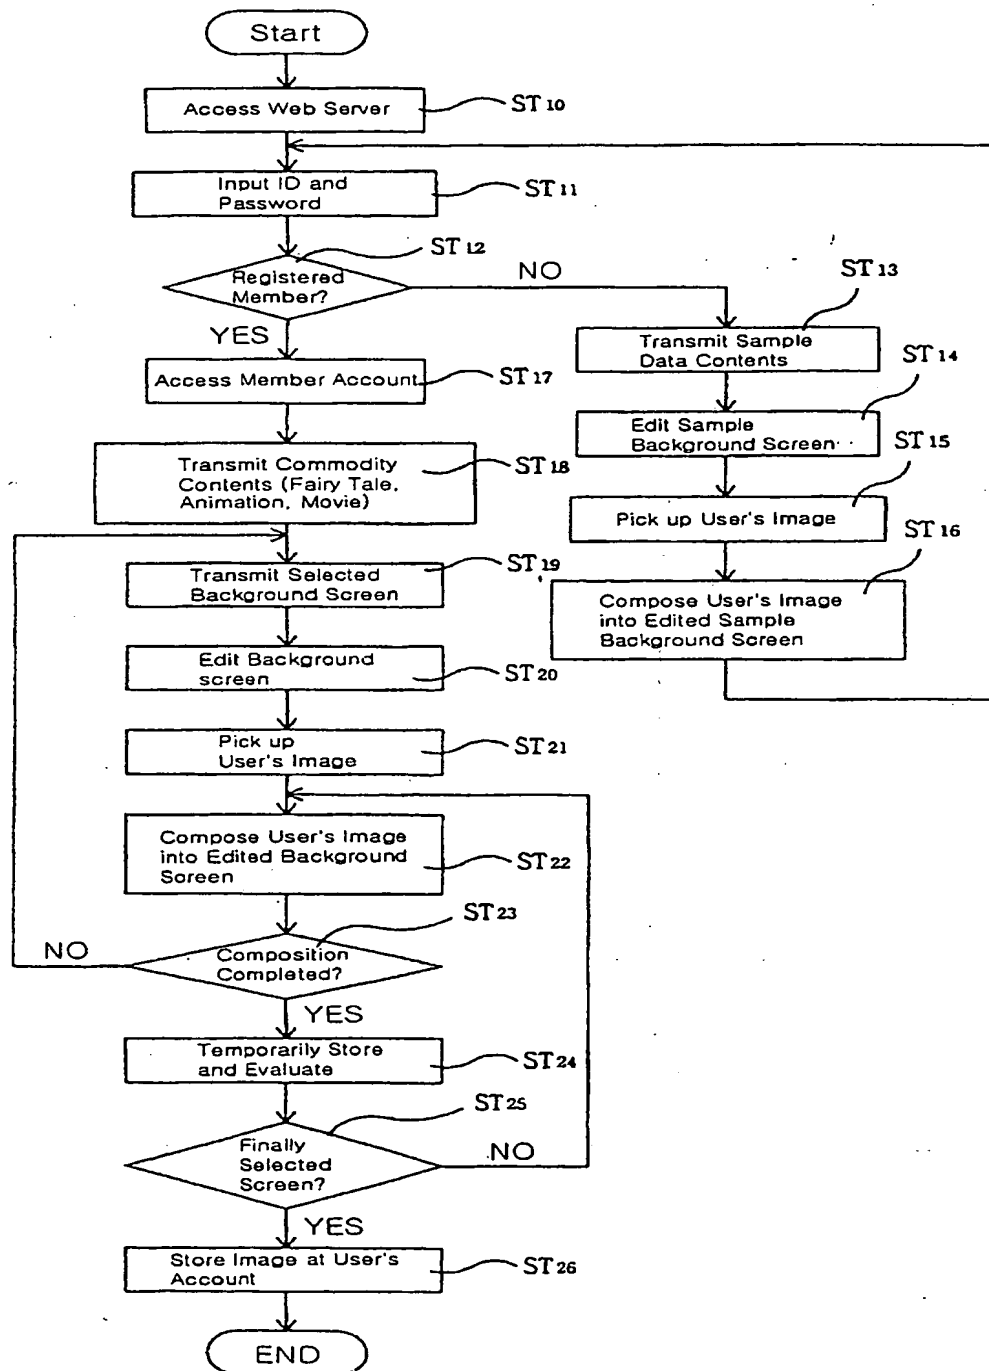 Start
Access Web Server
ST10
Input ID and
Password
ST11
ST12
Registered
Member?
NO
YES
ST13
Transmit Sample
Data Contents
ST14
Edit Sample
Background Screen
ST15
Pick up User's Image
ST16
Compose User's Image
into Edited Sample
Background Screen
Access Member Account
ST17
Transmit Commodity
Contents (Fairy Tale,
Animation, Movie)
ST18
Transmit Selected
Background Screen
ST19
Edit Background
screen
ST20
Pick up
User's Image
ST21
Compose User's Image
into Edited Background
Screen
ST22
ST23
Composition
Completed?
NO
YES
Temporarily Store
and Evaluate
ST24
ST25
Finally
Selected
Screen?
NO
YES
Store Image at User's
Account
ST26
END